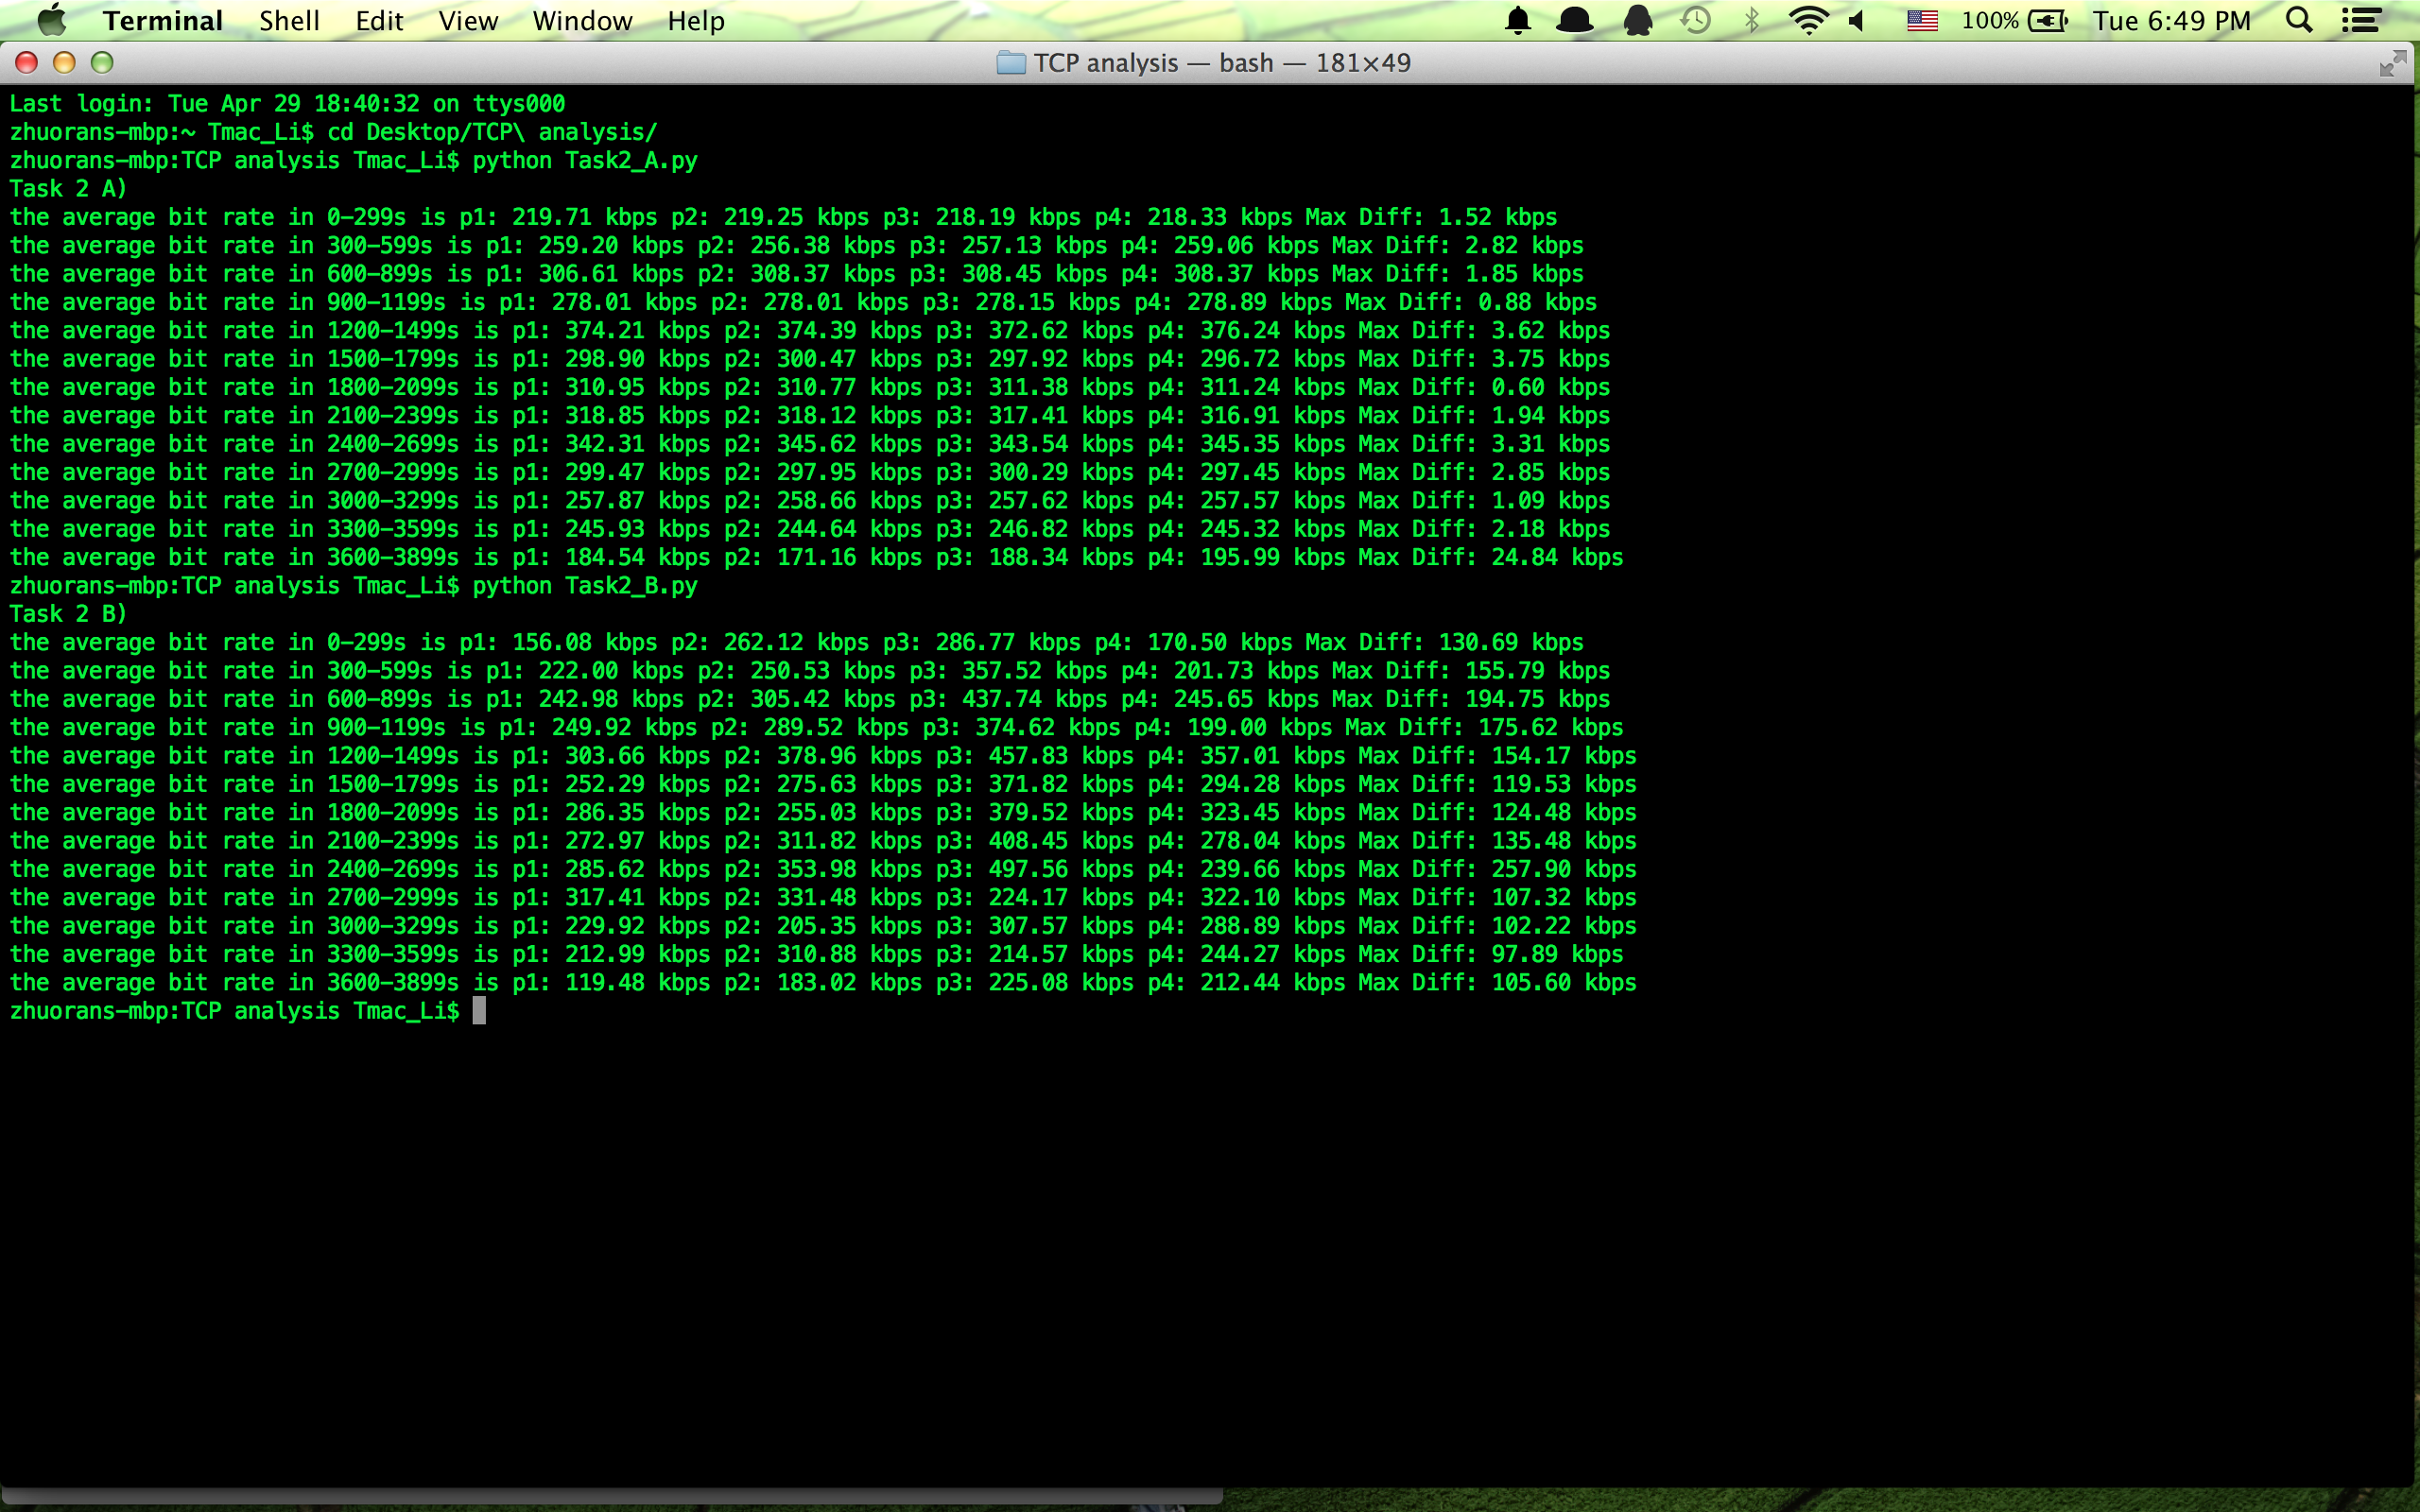 Terminal Shell Edit View Window Help 100% Tue 6:49 PM
TCP analysis — bash — 181×49
Last login: Tue Apr 29 18:40:32 on ttys000
zhuorans-mbp:~ Tmac_Li$ cd Desktop/TCP\ analysis/
zhuorans-mbp:TCP analysis Tmac_Li$ python Task2_A.py
Task 2 A)
the average bit rate in 0-299s is p1: 219.71 kbps p2: 219.25 kbps p3: 218.19 kbps p4: 218.33 kbps Max Diff: 1.52 kbps
the average bit rate in 300-599s is p1: 259.20 kbps p2: 256.38 kbps p3: 257.13 kbps p4: 259.06 kbps Max Diff: 2.82 kbps
the average bit rate in 600-899s is p1: 306.61 kbps p2: 308.37 kbps p3: 308.45 kbps p4: 308.37 kbps Max Diff: 1.85 kbps
the average bit rate in 900-1199s is p1: 278.01 kbps p2: 278.01 kbps p3: 278.15 kbps p4: 278.89 kbps Max Diff: 0.88 kbps
the average bit rate in 1200-1499s is p1: 374.21 kbps p2: 374.39 kbps p3: 372.62 kbps p4: 376.24 kbps Max Diff: 3.62 kbps
the average bit rate in 1500-1799s is p1: 298.90 kbps p2: 300.47 kbps p3: 297.92 kbps p4: 296.72 kbps Max Diff: 3.75 kbps
the average bit rate in 1800-2099s is p1: 310.95 kbps p2: 310.77 kbps p3: 311.38 kbps p4: 311.24 kbps Max Diff: 0.60 kbps
the average bit rate in 2100-2399s is p1: 318.85 kbps p2: 318.12 kbps p3: 317.41 kbps p4: 316.91 kbps Max Diff: 1.94 kbps
the average bit rate in 2400-2699s is p1: 342.31 kbps p2: 345.62 kbps p3: 343.54 kbps p4: 345.35 kbps Max Diff: 3.31 kbps
the average bit rate in 2700-2999s is p1: 299.47 kbps p2: 297.95 kbps p3: 300.29 kbps p4: 297.45 kbps Max Diff: 2.85 kbps
the average bit rate in 3000-3299s is p1: 257.87 kbps p2: 258.66 kbps p3: 257.62 kbps p4: 257.57 kbps Max Diff: 1.09 kbps
the average bit rate in 3300-3599s is p1: 245.93 kbps p2: 244.64 kbps p3: 246.82 kbps p4: 245.32 kbps Max Diff: 2.18 kbps
the average bit rate in 3600-3899s is p1: 184.54 kbps p2: 171.16 kbps p3: 188.34 kbps p4: 195.99 kbps Max Diff: 24.84 kbps
zhuorans-mbp:TCP analysis Tmac_Li$ python Task2_B.py
Task 2 B)
the average bit rate in 0-299s is p1: 156.08 kbps p2: 262.12 kbps p3: 286.77 kbps p4: 170.50 kbps Max Diff: 130.69 kbps
the average bit rate in 300-599s is p1: 222.00 kbps p2: 250.53 kbps p3: 357.52 kbps p4: 201.73 kbps Max Diff: 155.79 kbps
the average bit rate in 600-899s is p1: 242.98 kbps p2: 305.42 kbps p3: 437.74 kbps p4: 245.65 kbps Max Diff: 194.75 kbps
the average bit rate in 900-1199s is p1: 249.92 kbps p2: 289.52 kbps p3: 374.62 kbps p4: 199.00 kbps Max Diff: 175.62 kbps
the average bit rate in 1200-1499s is p1: 303.66 kbps p2: 378.96 kbps p3: 457.83 kbps p4: 357.01 kbps Max Diff: 154.17 kbps
the average bit rate in 1500-1799s is p1: 252.29 kbps p2: 275.63 kbps p3: 371.82 kbps p4: 294.28 kbps Max Diff: 119.53 kbps
the average bit rate in 1800-2099s is p1: 286.35 kbps p2: 255.03 kbps p3: 379.52 kbps p4: 323.45 kbps Max Diff: 124.48 kbps
the average bit rate in 2100-2399s is p1: 272.97 kbps p2: 311.82 kbps p3: 408.45 kbps p4: 278.04 kbps Max Diff: 135.48 kbps
the average bit rate in 2400-2699s is p1: 285.62 kbps p2: 353.98 kbps p3: 497.56 kbps p4: 239.66 kbps Max Diff: 257.90 kbps
the average bit rate in 2700-2999s is p1: 317.41 kbps p2: 331.48 kbps p3: 224.17 kbps p4: 322.10 kbps Max Diff: 107.32 kbps
the average bit rate in 3000-3299s is p1: 229.92 kbps p2: 205.35 kbps p3: 307.57 kbps p4: 288.89 kbps Max Diff: 102.22 kbps
the average bit rate in 3300-3599s is p1: 212.99 kbps p2: 310.88 kbps p3: 214.57 kbps p4: 244.27 kbps Max Diff: 97.89 kbps
the average bit rate in 3600-3899s is p1: 119.48 kbps p2: 183.02 kbps p3: 225.08 kbps p4: 212.44 kbps Max Diff: 105.60 kbps
zhuorans-mbp:TCP analysis Tmac_Li$